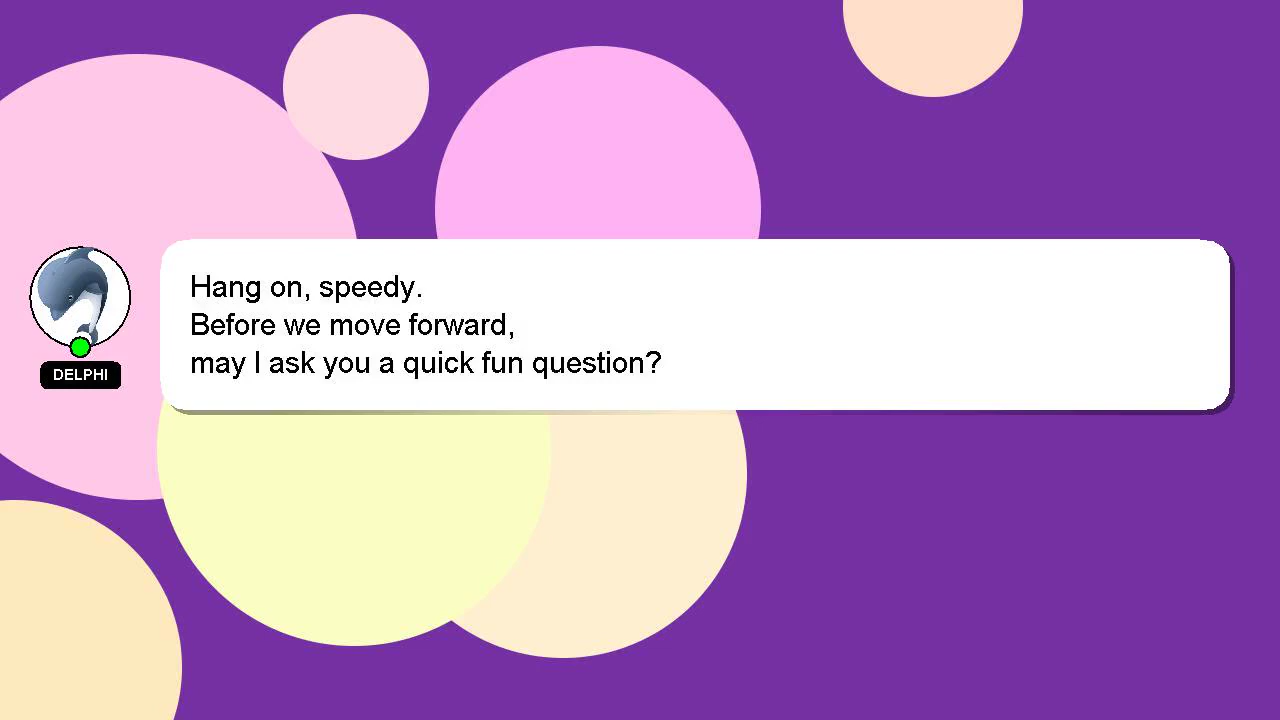 Hang on, speedy.
Before we move forward,
may I ask you a quick fun question?
DELPHI